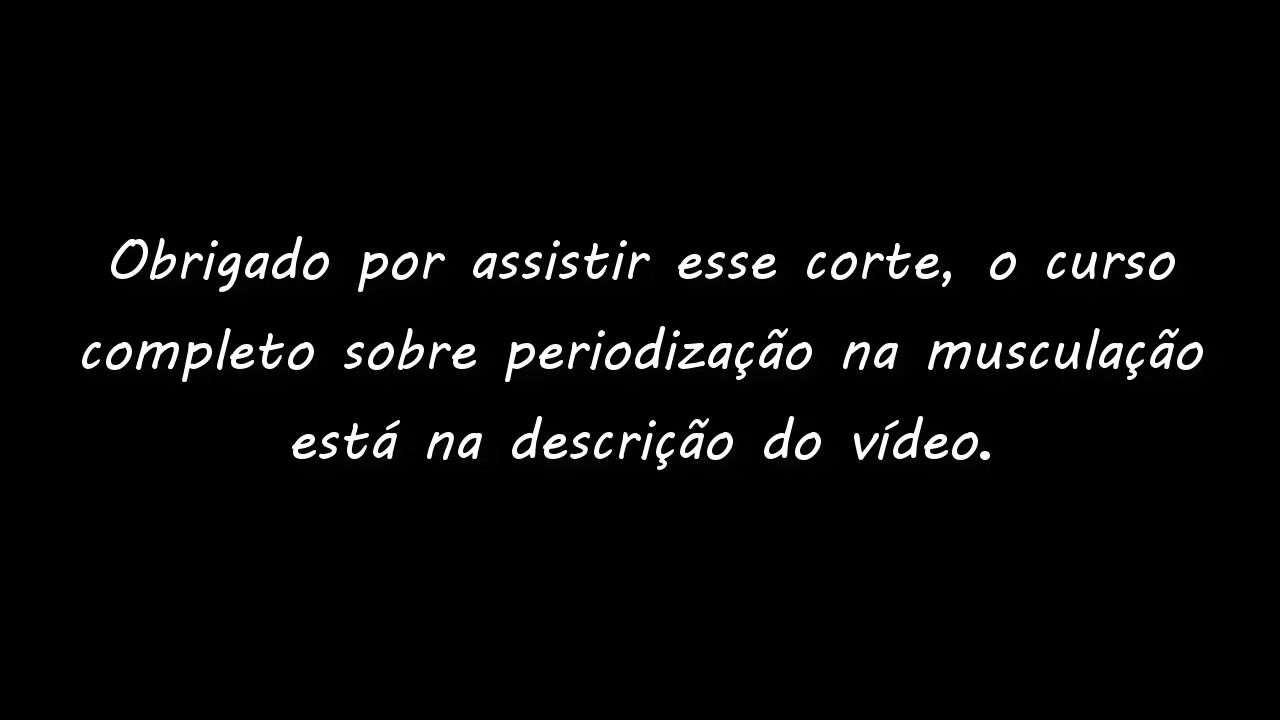 Obrigado por assistir esse corte, o curso
completo sobre periodização na musculação
está na descrição do vídeo.